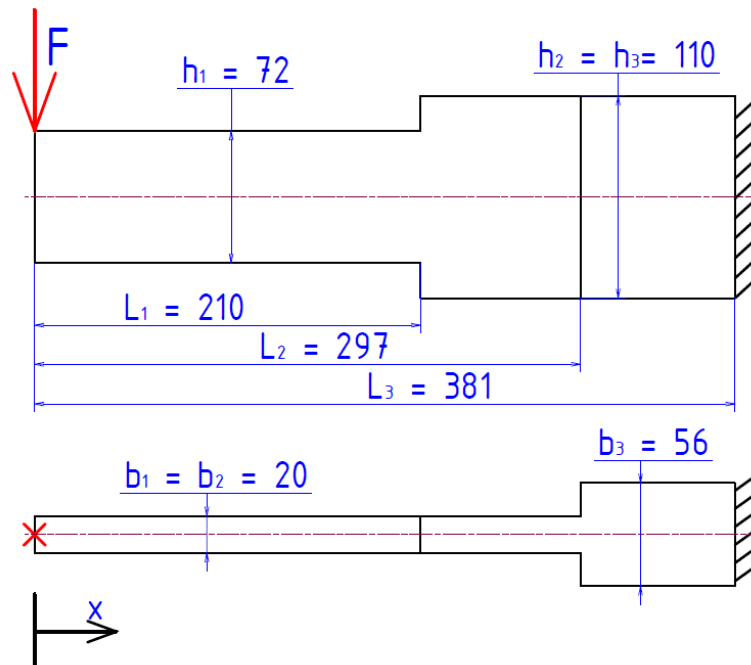 F
h₁ = 72
h₂ = h₃= 110
L₁ = 210
L₂ = 297
L₃ = 381
b₁ = b₂ = 20
b₃ = 56
x